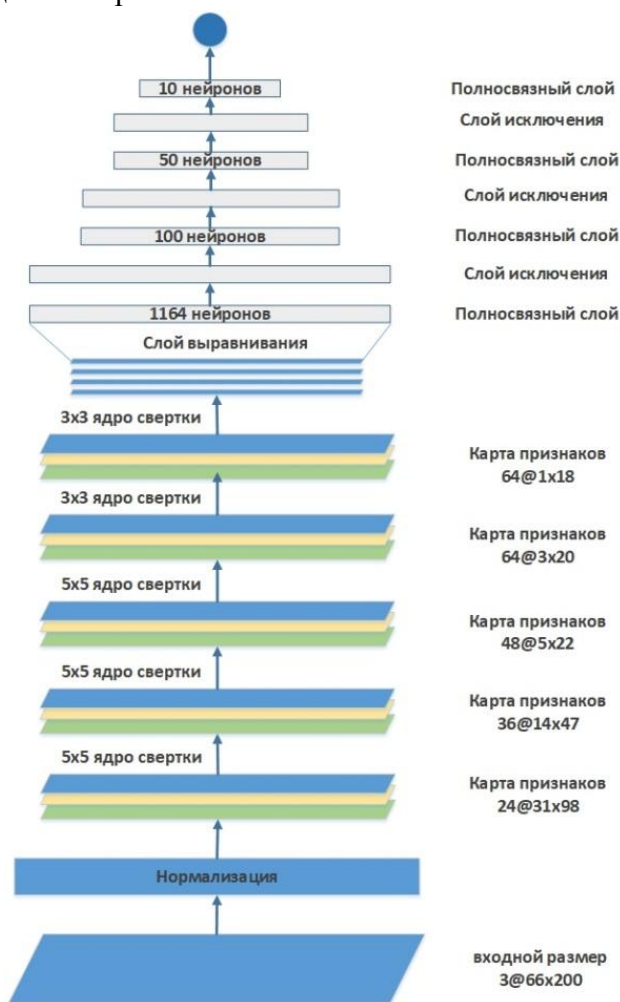 10 нейронов Полносвязный слой
Слой исключения
50 нейронов Полносвязный слой
Слой исключения
100 нейронов Полносвязный слой
Слой исключения
1164 нейронов Полносвязный слой
Слой выравнивания
3x3 ядро свертки
Карта признаков
64@1x18
3x3 ядро свертки
Карта признаков
64@3x20
5x5 ядро свертки
Карта признаков
48@5x22
5x5 ядро свертки
Карта признаков
36@14x47
5x5 ядро свертки
Карта признаков
24@31x98
Нормализация
входной размер
3@66x200